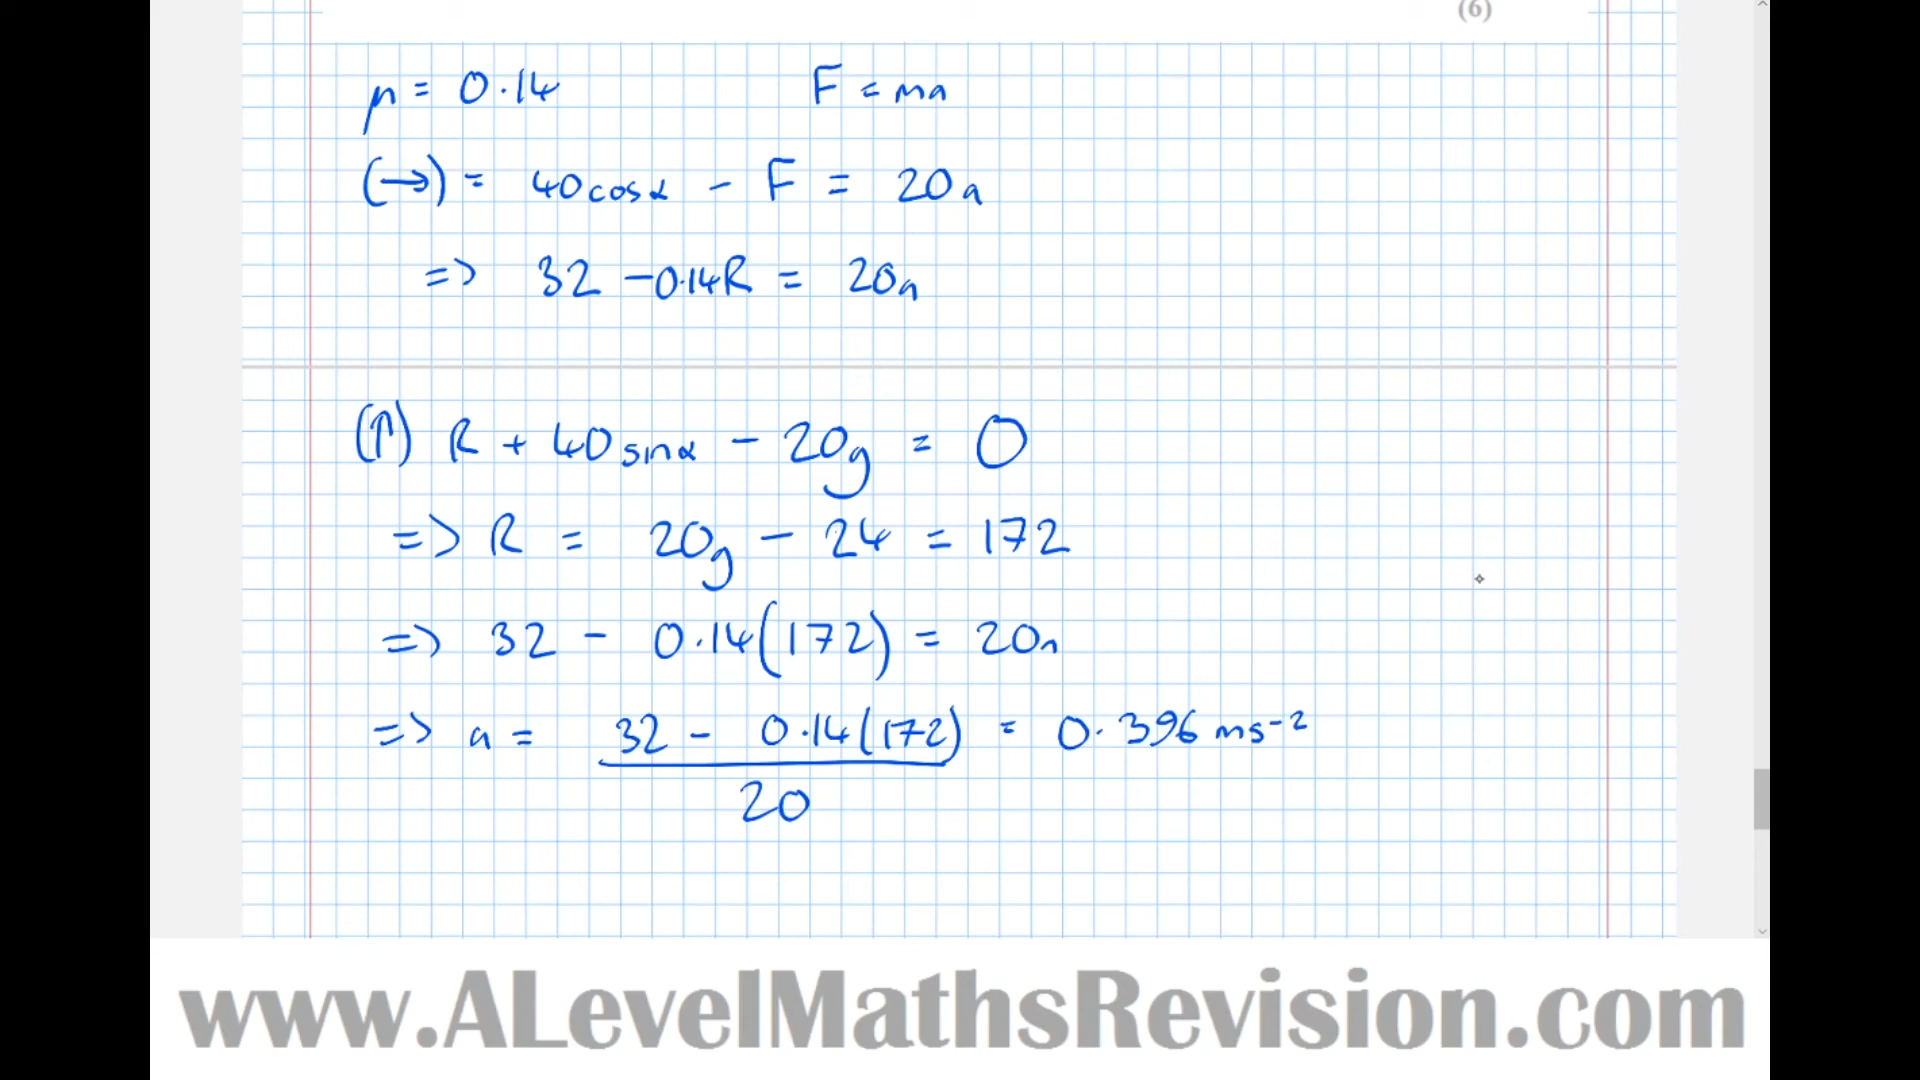 (6)
μ = 0.14 F = ma
(→) = 40cosα - F = 20a
=> 32 - 0.14R = 20a
(↑) R + 40sinα - 20g = 0
=> R = 20g - 24 = 172
=> 32 - 0.14(172) = 20a
=> a = 32 - 0.14(172) = 0.396 ms⁻²
20
www.ALevelMathsRevision.com